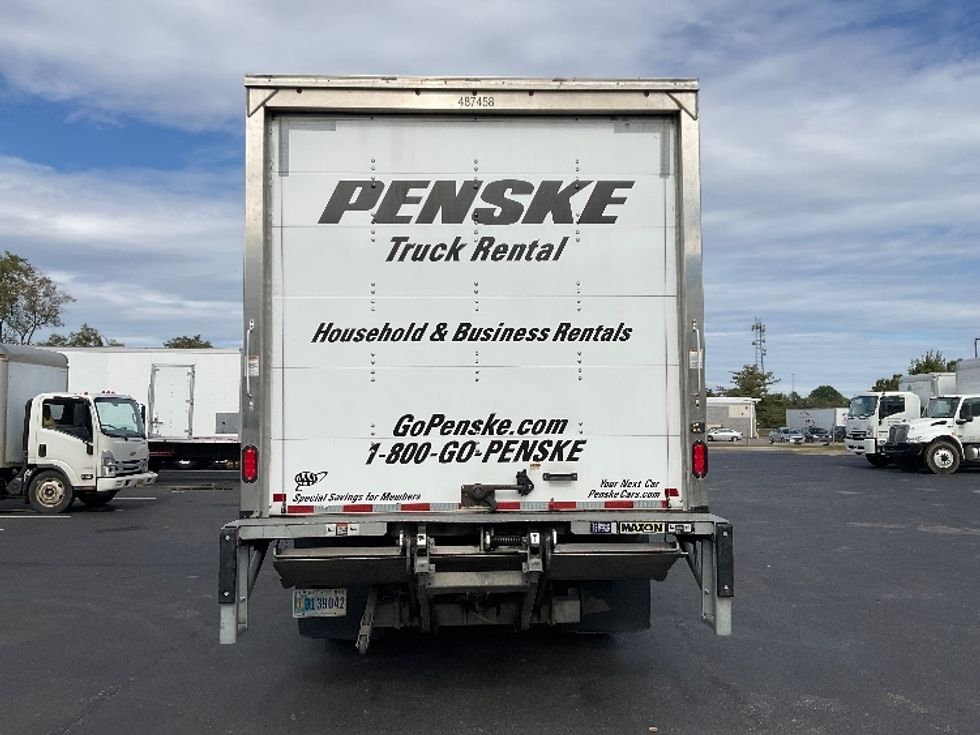 487458
PENSKE
Truck Rental
Household & Business Rentals
GoPenske.com
1-800-GO-PENSKE
AAA
Special Savings for Members
Your Next Car
PenskeCars.com
MAXON